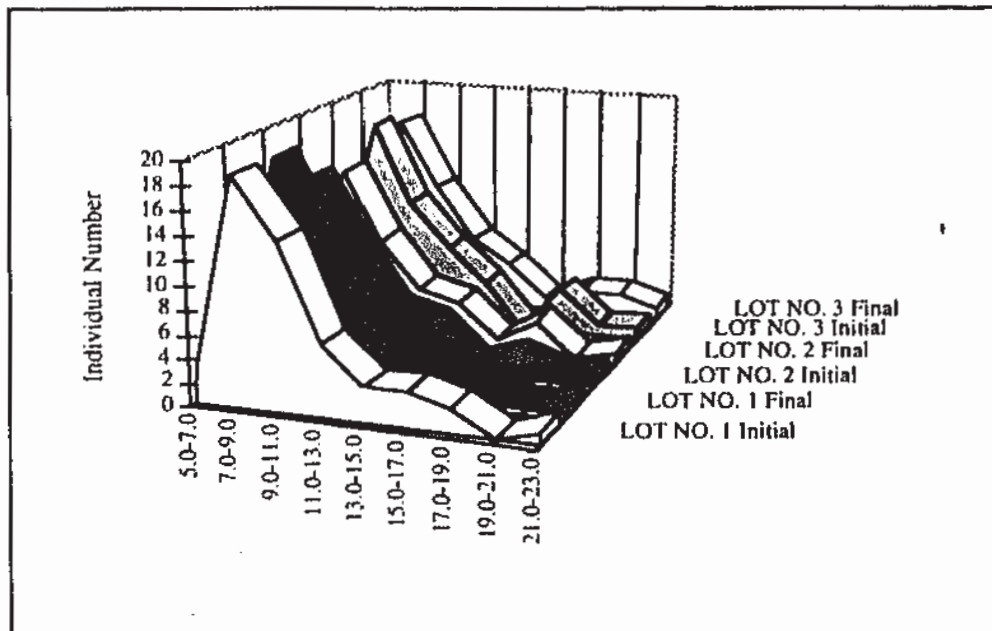 Individual Number
20
18
16
14
12
10
8
6
4
2
0
5.0-7.0
7.0-9.0
9.0-11.0
11.0-13.0
13.0-15.0
15.0-17.0
17.0-19.0
19.0-21.0
21.0-23.0
LOT NO. 3 Final
LOT NO. 3 Initial
LOT NO. 2 Final
LOT NO. 2 Initial
LOT NO. 1 Final
LOT NO. 1 Initial